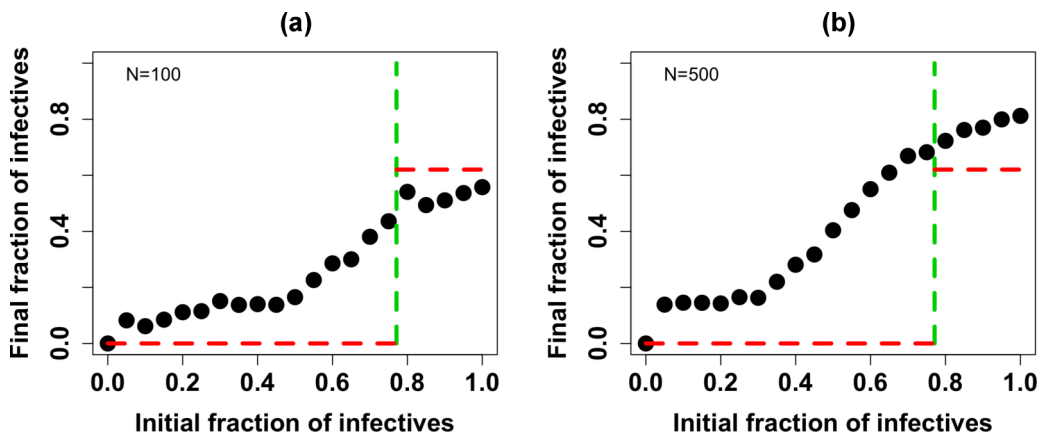 (a)
N=100
Final fraction of infectives
0.8
0.4
0.0
0.0 0.2 0.4 0.6 0.8 1.0
Initial fraction of infectives
(b)
N=500
Final fraction of infectives
0.8
0.4
0.0
0.0 0.2 0.4 0.6 0.8 1.0
Initial fraction of infectives